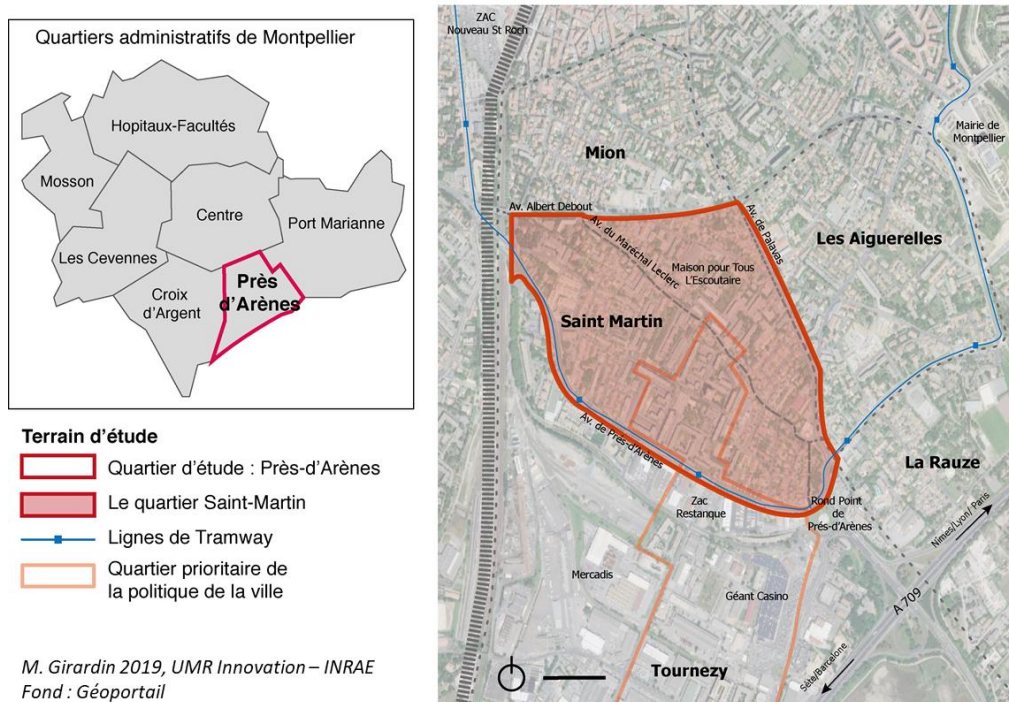 Quartiers administratifs de Montpellier
Hopitaux-Facultés
Mosson
Centre
Port Marianne
Les Cevennes
Près
d'Arènes
Croix
d'Argent
Terrain d'étude
Quartier d'étude : Près-d'Arènes
Le quartier Saint-Martin
Lignes de Tramway
Quartier prioritaire de
la politique de la ville
M. Girardin 2019, UMR Innovation – INRAE
Fond : Géoportail
ZAC
Nouveau St Roch
Mairie de
Montpellier
Mion
Av. Albert Debout
Av. du Maréchal Leclerc
Av. de Palavas
Les Aiguerelles
Maison pour Tous
L'Escoutaire
Saint Martin
Av. de Prés-d'Arènes
La Rauze
Zac
Restanque
Rond Point
de
Prés-d'Arènes
Nimes/Lyon/ Paris
Mercadis
Géant Casino
A 709
Tournezy
Sète/Barcelone